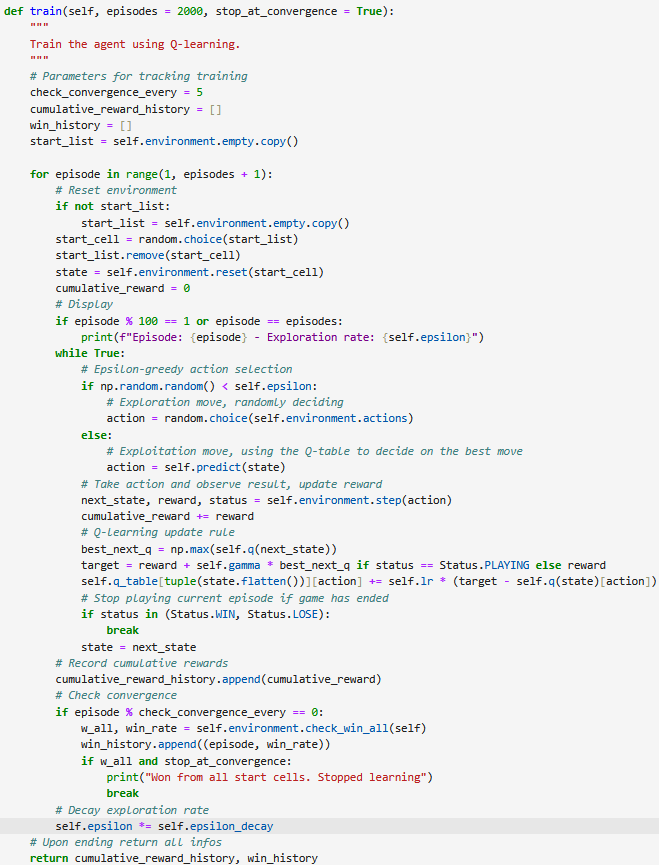 def train(self, episodes = 2000, stop_at_convergence = True):
    """
    Train the agent using Q-learning.
    """
    # Parameters for tracking training
    check_convergence_every = 5
    cumulative_reward_history = []
    win_history = []
    start_list = self.environment.empty.copy()

    for episode in range(1, episodes + 1):
        # Reset environment
        if not start_list:
            start_list = self.environment.empty.copy()
        start_cell = random.choice(start_list)
        start_list.remove(start_cell)
        state = self.environment.reset(start_cell)
        cumulative_reward = 0
        # Display
        if episode % 100 == 1 or episode == episodes:
            print(f"Episode: {episode} - Exploration rate: {self.epsilon}")
        while True:
            # Epsilon-greedy action selection
            if np.random.random() < self.epsilon:
                # Exploration move, randomly deciding
                action = random.choice(self.environment.actions)
            else:
                # Exploitation move, using the Q-table to decide on the best move
                action = self.predict(state)
            # Take action and observe result, update reward
            next_state, reward, status = self.environment.step(action)
            cumulative_reward += reward
            # Q-learning update rule
            best_next_q = np.max(self.q(next_state))
            target = reward + self.gamma * best_next_q if status == Status.PLAYING else reward
            self.q_table[tuple(state.flatten())][action] += self.lr * (target - self.q(state)[action])
            # Stop playing current episode if game has ended
            if status in (Status.WIN, Status.LOSE):
                break
            state = next_state
        # Record cumulative rewards
        cumulative_reward_history.append(cumulative_reward)
        # Check convergence
        if episode % check_convergence_every == 0:
            w_all, win_rate = self.environment.check_win_all(self)
            win_history.append((episode, win_rate))
            if w_all and stop_at_convergence:
                print("Won from all start cells. Stopped learning")
                break
        # Decay exploration rate
        self.epsilon *= self.epsilon_decay
    # Upon ending return all infos
    return cumulative_reward_history, win_history